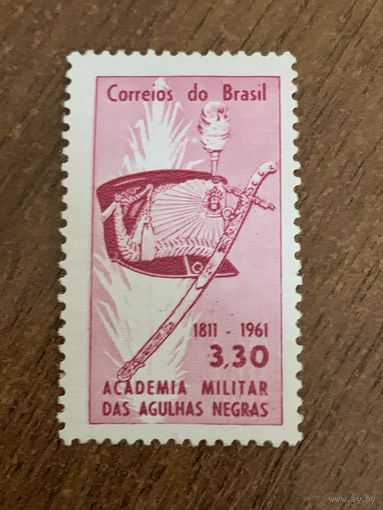 Correios do Brasil
1811 - 1961
3,30
ACADEMIA MILITAR
DAS AGULHAS NEGRAS
www.ay.by